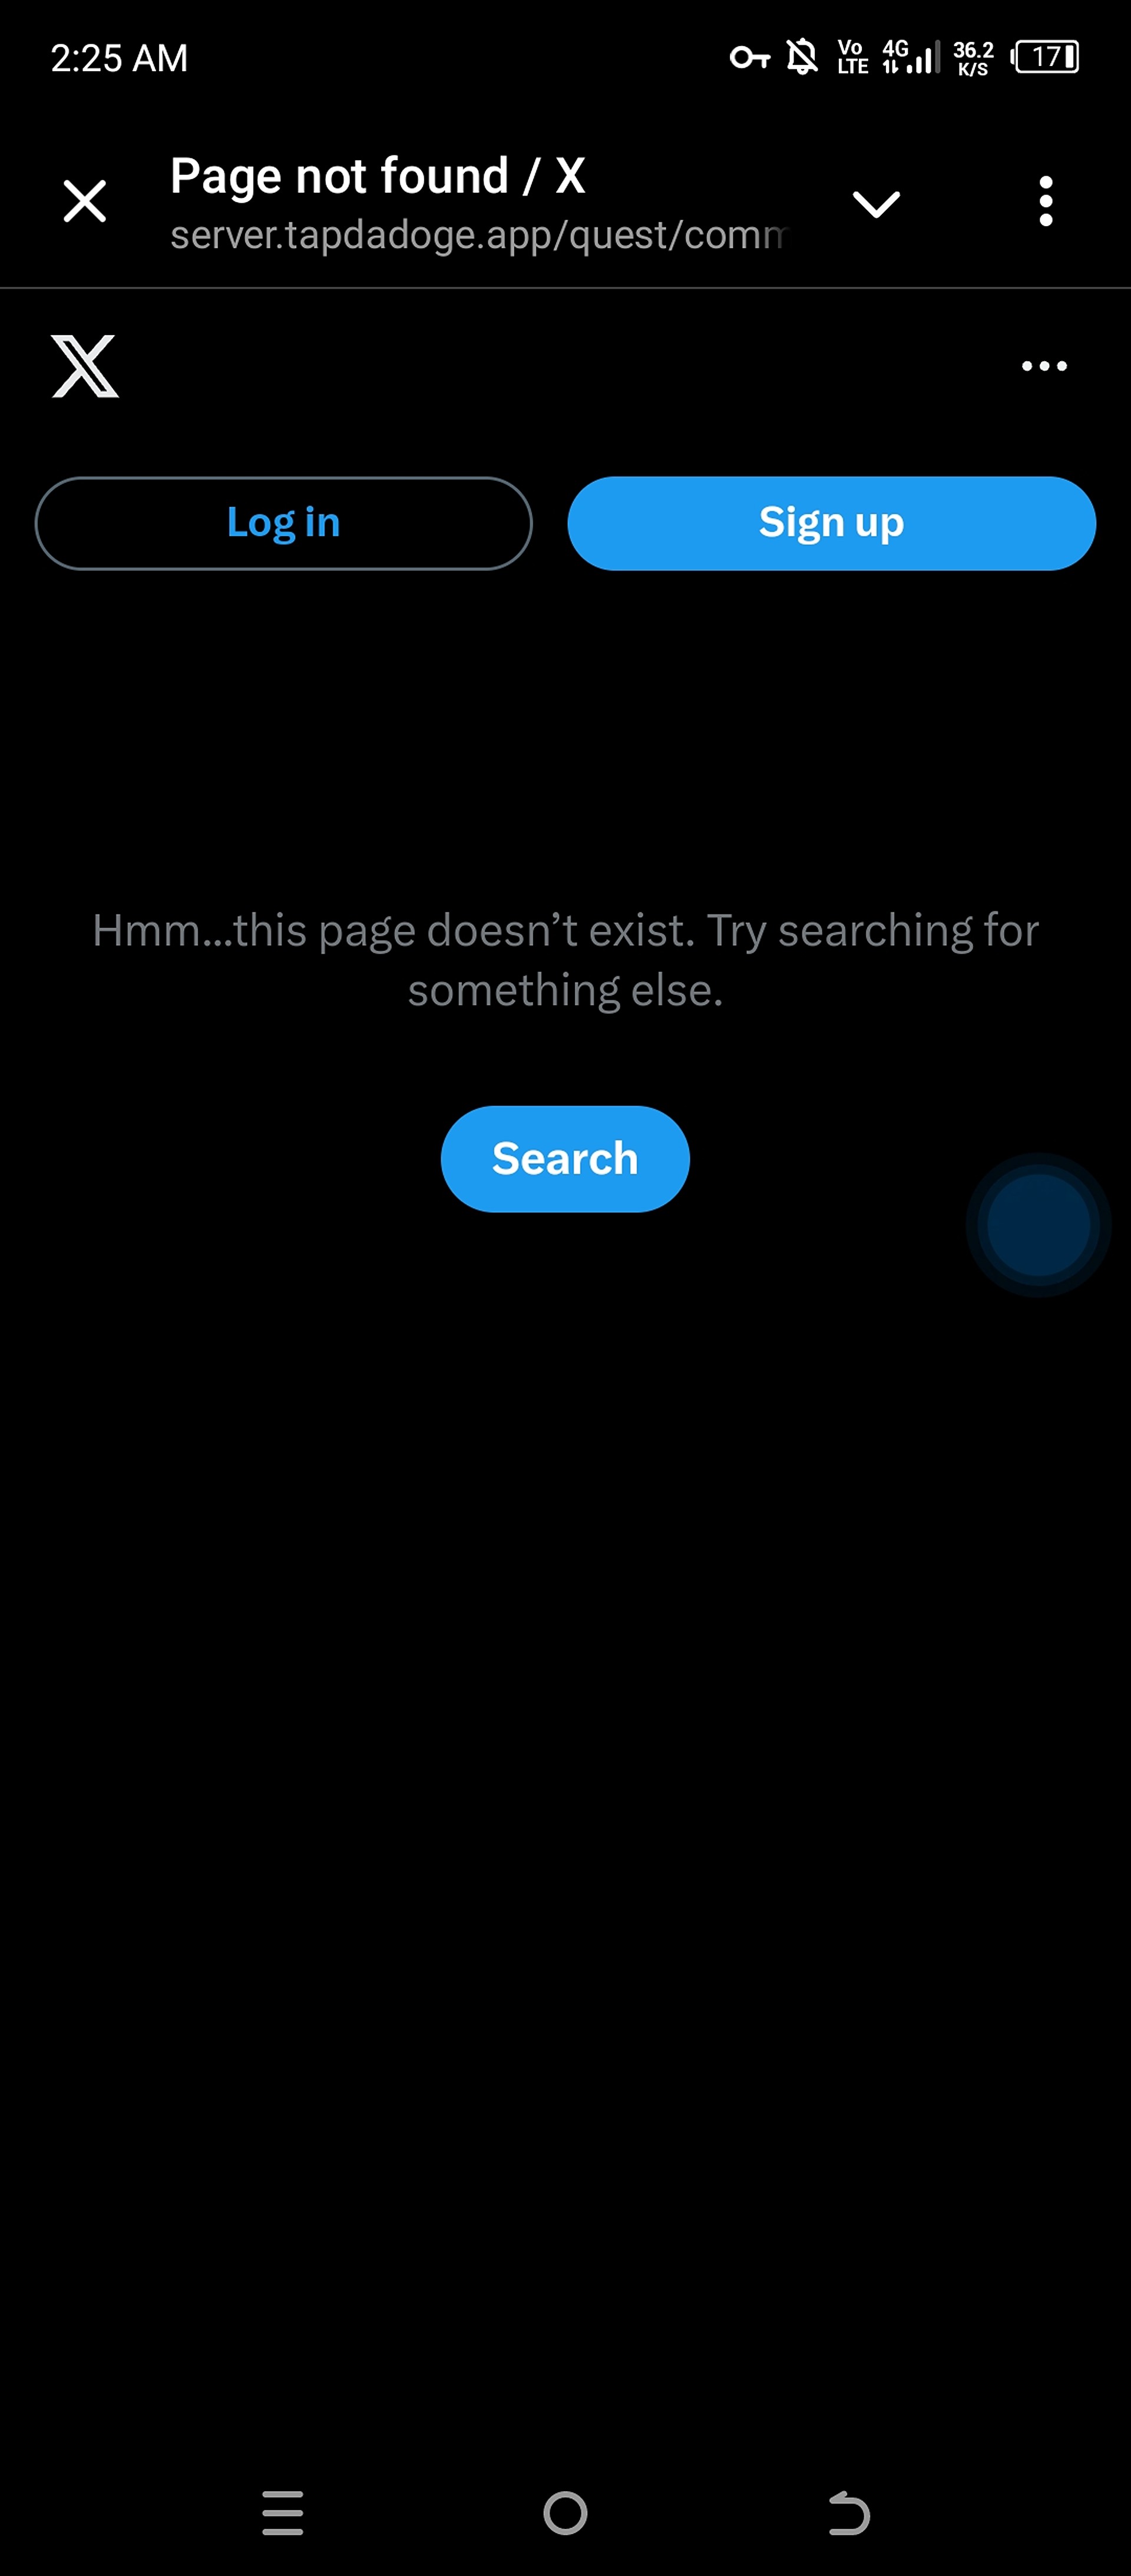 2:25 AM
Vo LTE 4G 36.2 K/S 17
Page not found / X
server.tapdadoge.app/quest/comm
Log in
Sign up
Hmm...this page doesn’t exist. Try searching for
something else.
Search